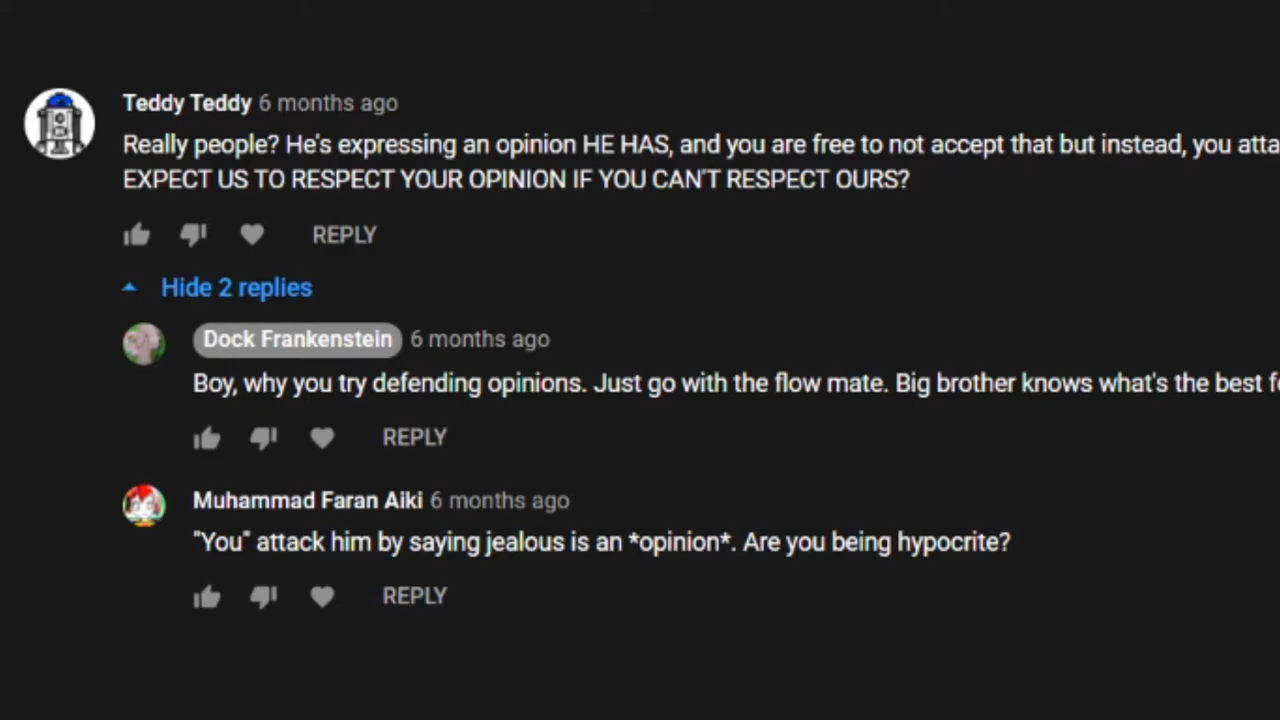 Teddy Teddy 6 months ago
Really people? He's expressing an opinion HE HAS, and you are free to not accept that but instead, you atta
EXPECT US TO RESPECT YOUR OPINION IF YOU CAN'T RESPECT OURS?
REPLY
Hide 2 replies
Dock Frankenstein 6 months ago
Boy, why you try defending opinions. Just go with the flow mate. Big brother knows what's the best f
REPLY
Muhammad Faran Aiki 6 months ago
"You" attack him by saying jealous is an *opinion*. Are you being hypocrite?
REPLY